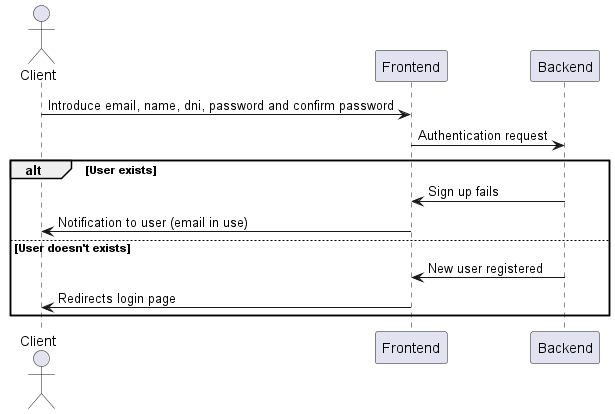 Client
Frontend
Backend
Introduce email, name, dni, password and confirm password
Authentication request
alt
[User exists]
Sign up fails
Notification to user (email in use)
[User doesn't exists]
New user registered
Redirects login page
Client
Frontend
Backend